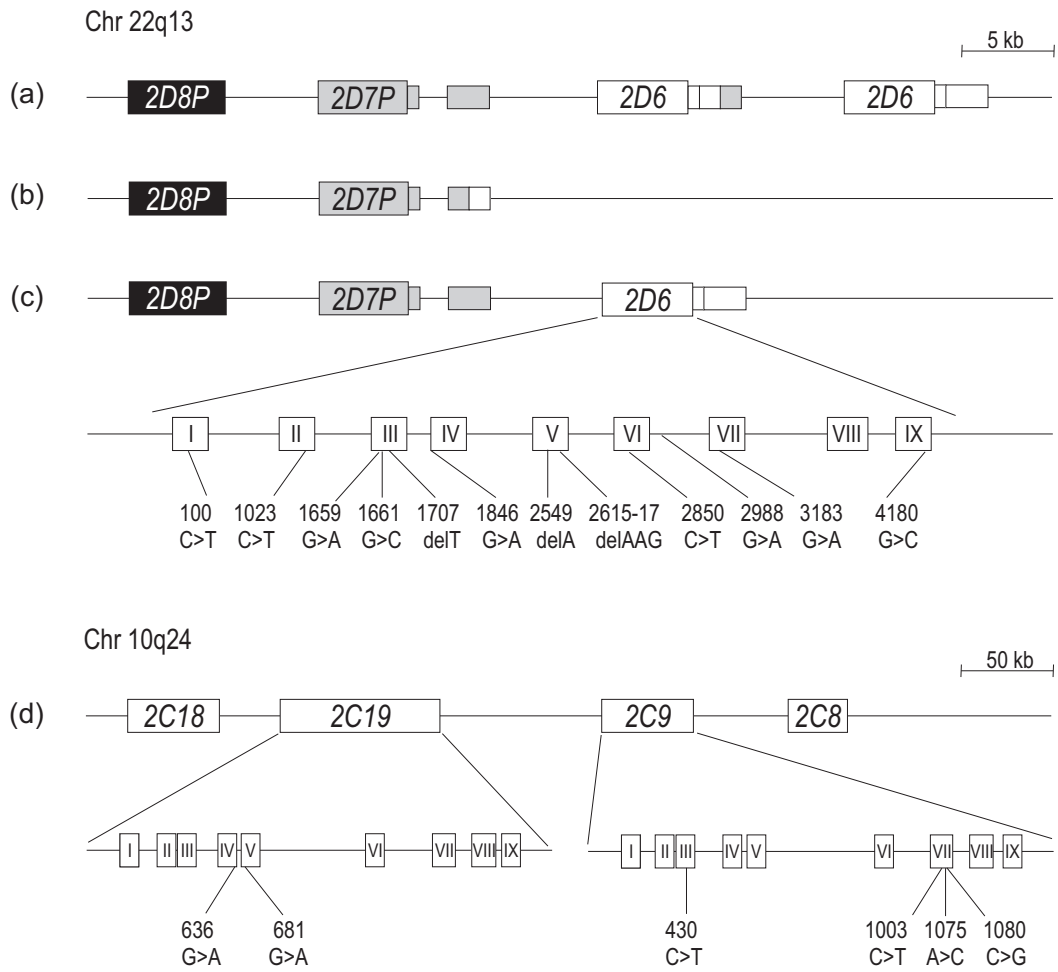 Chr 22q13
5 kb
(a) 2D8P 2D7P 2D6 2D6
(b) 2D8P 2D7P
(c) 2D8P 2D7P 2D6
I II III IV V VI VII VIII IX
100 1023 1659 1661 1707 1846 2549 2615-17 2850 2988 3183 4180
C>T C>T G>A G>C delT G>A delA delAAG C>T G>A G>A G>C
Chr 10q24
50 kb
(d) 2C18 2C19 2C9 2C8
I II III IV V VI VII VIII IX I II III IV V VI VII VIII IX
636 681 430 1003 1075 1080
G>A G>A C>T C>T A>C C>G